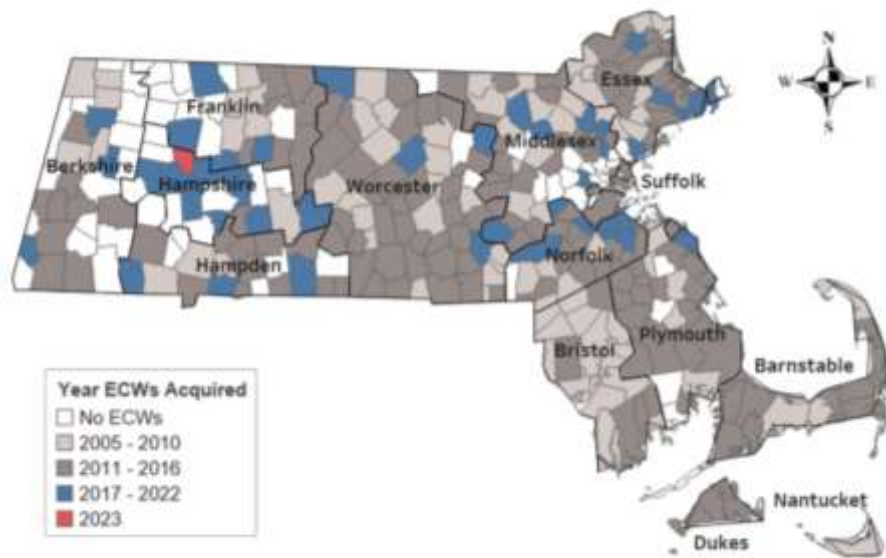 N
W E
S
Essex
Franklin
Middlesex
Berkshire
Hampshire
Worcester
Suffolk
Hampden
Norfolk
Plymouth
Bristol
Barnstable
Nantucket
Dukes
Year ECWs Acquired
No ECWs
2005 - 2010
2011 - 2016
2017 - 2022
2023